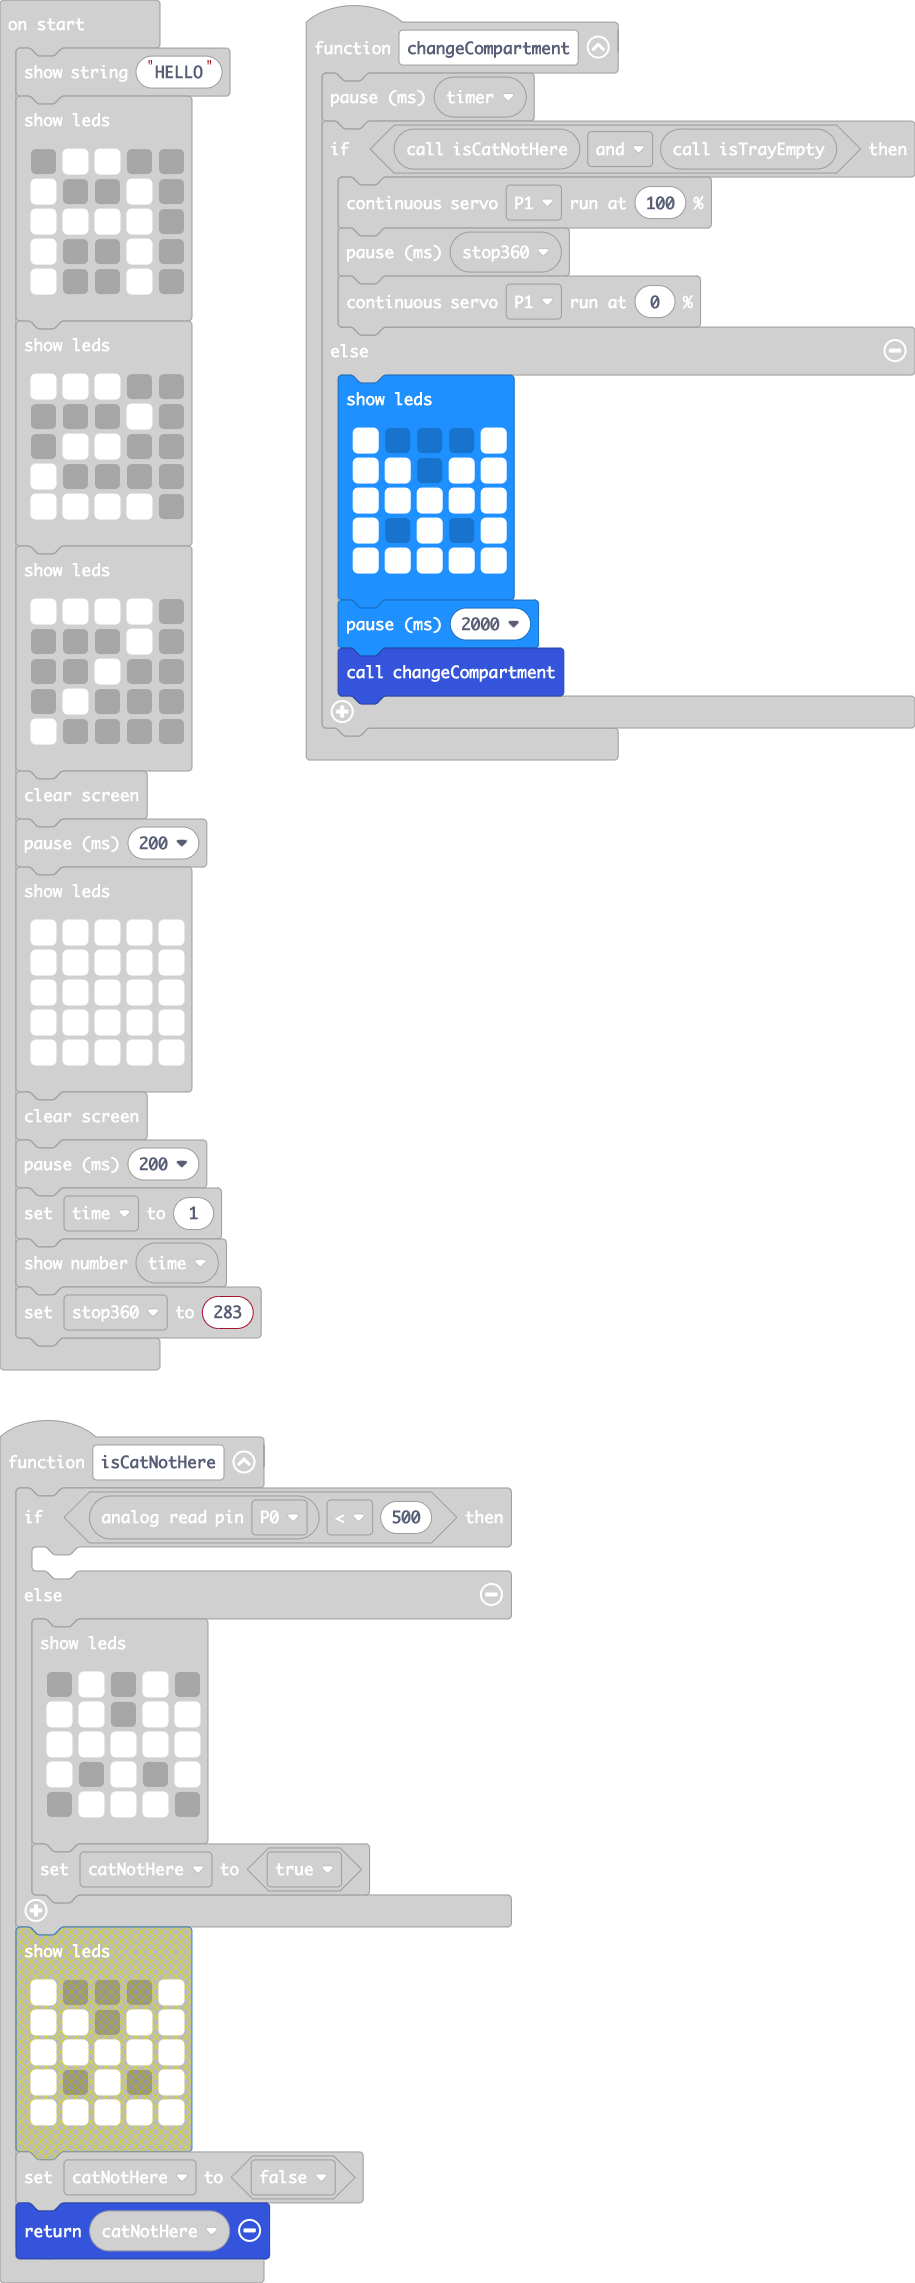 on start
show string "HELLO"
show leds
show leds
show leds
clear screen
pause (ms) 200
show leds
clear screen
pause (ms) 200
set time to 1
show number time
set stop360 to 283
function changeCompartment
pause (ms) timer
if call isCatNotHere and call isTrayEmpty then
continuous servo P1 run at 100 %
pause (ms) stop360
continuous servo P1 run at 0 %
else
show leds
pause (ms) 2000
call changeCompartment
function isCatNotHere
if analog read pin P0 < 500 then
else
show leds
set catNotHere to true
show leds
set catNotHere to false
return catNotHere